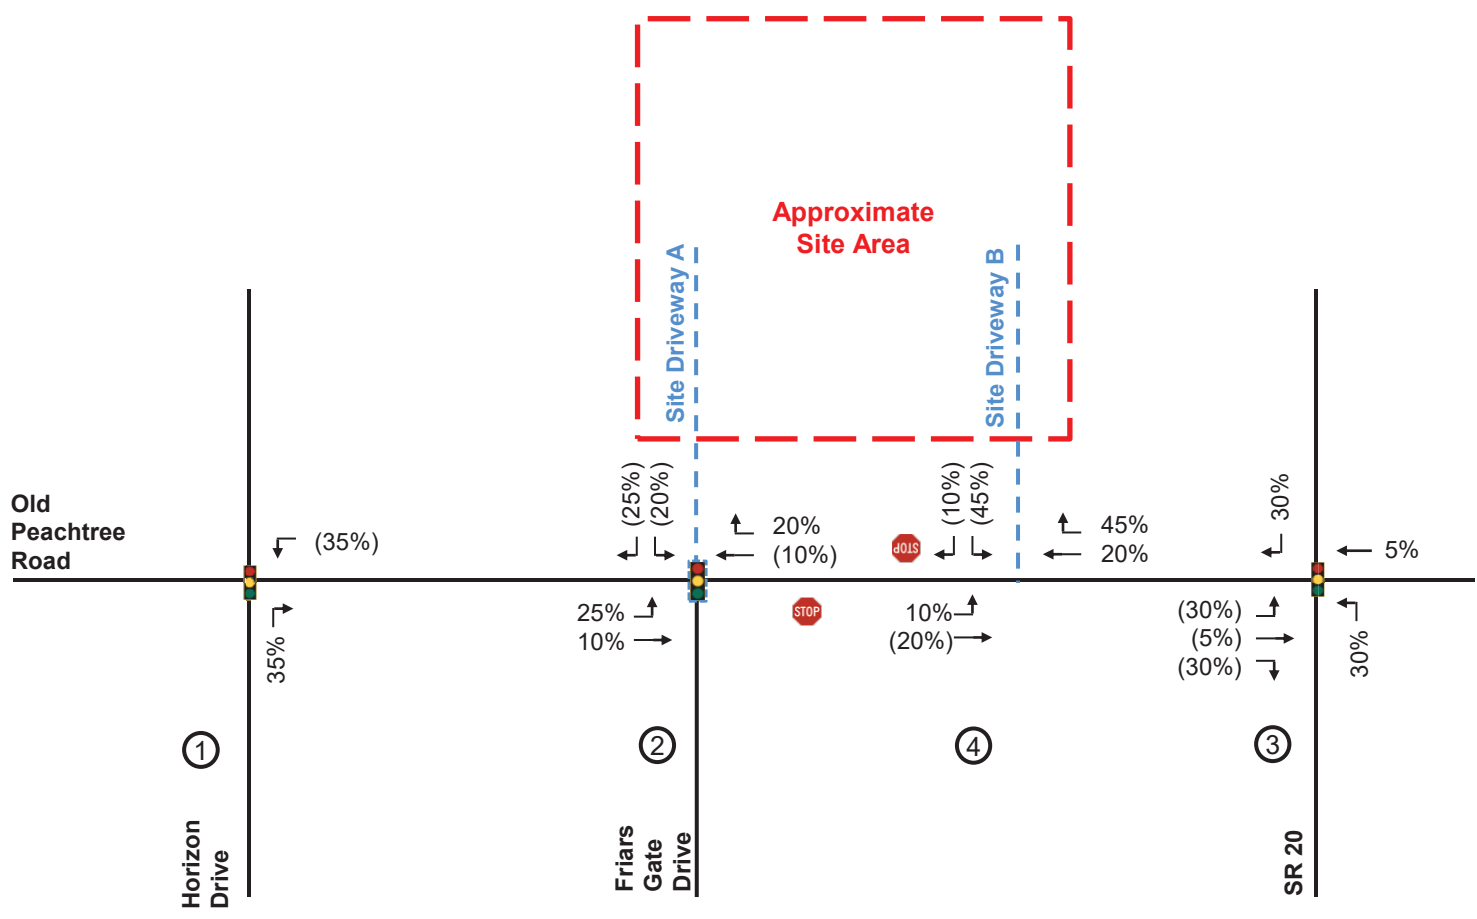 Approximate
Site Area
Site Driveway A
Site Driveway B
Old
Peachtree
Road
(35%)
35%
(25%)
(20%)
20%
(10%)
25%
10%
STOP
STOP
(10%)
(45%)
45%
20%
10%
(20%)
30%
5%
(30%)
(5%)
(30%)
30%
1
2
4
3
Horizon
Drive
Friars
Gate
Drive
SR 20